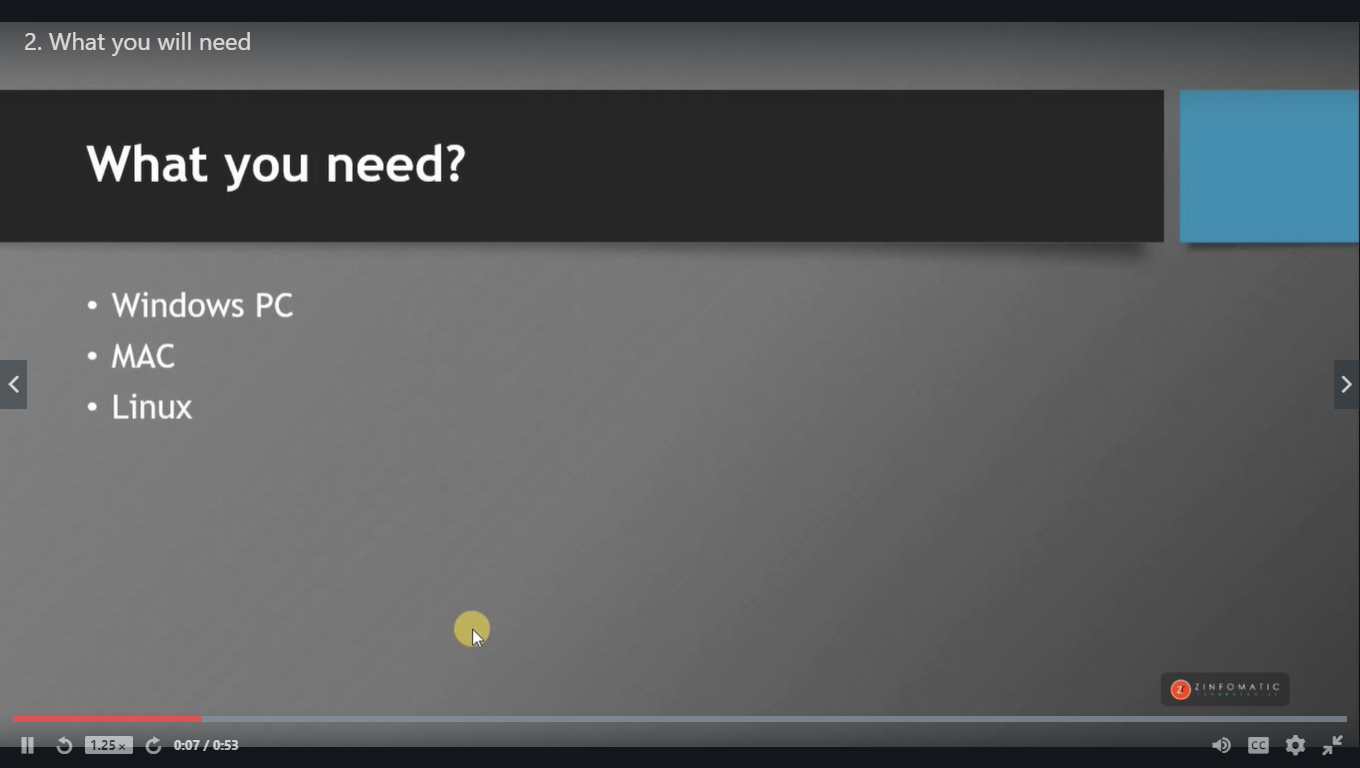 2. What you will need
What you need?
• Windows PC
• MAC
• Linux
Z ZINFOMATIC
1.25 x
0:07 / 0:53
CC